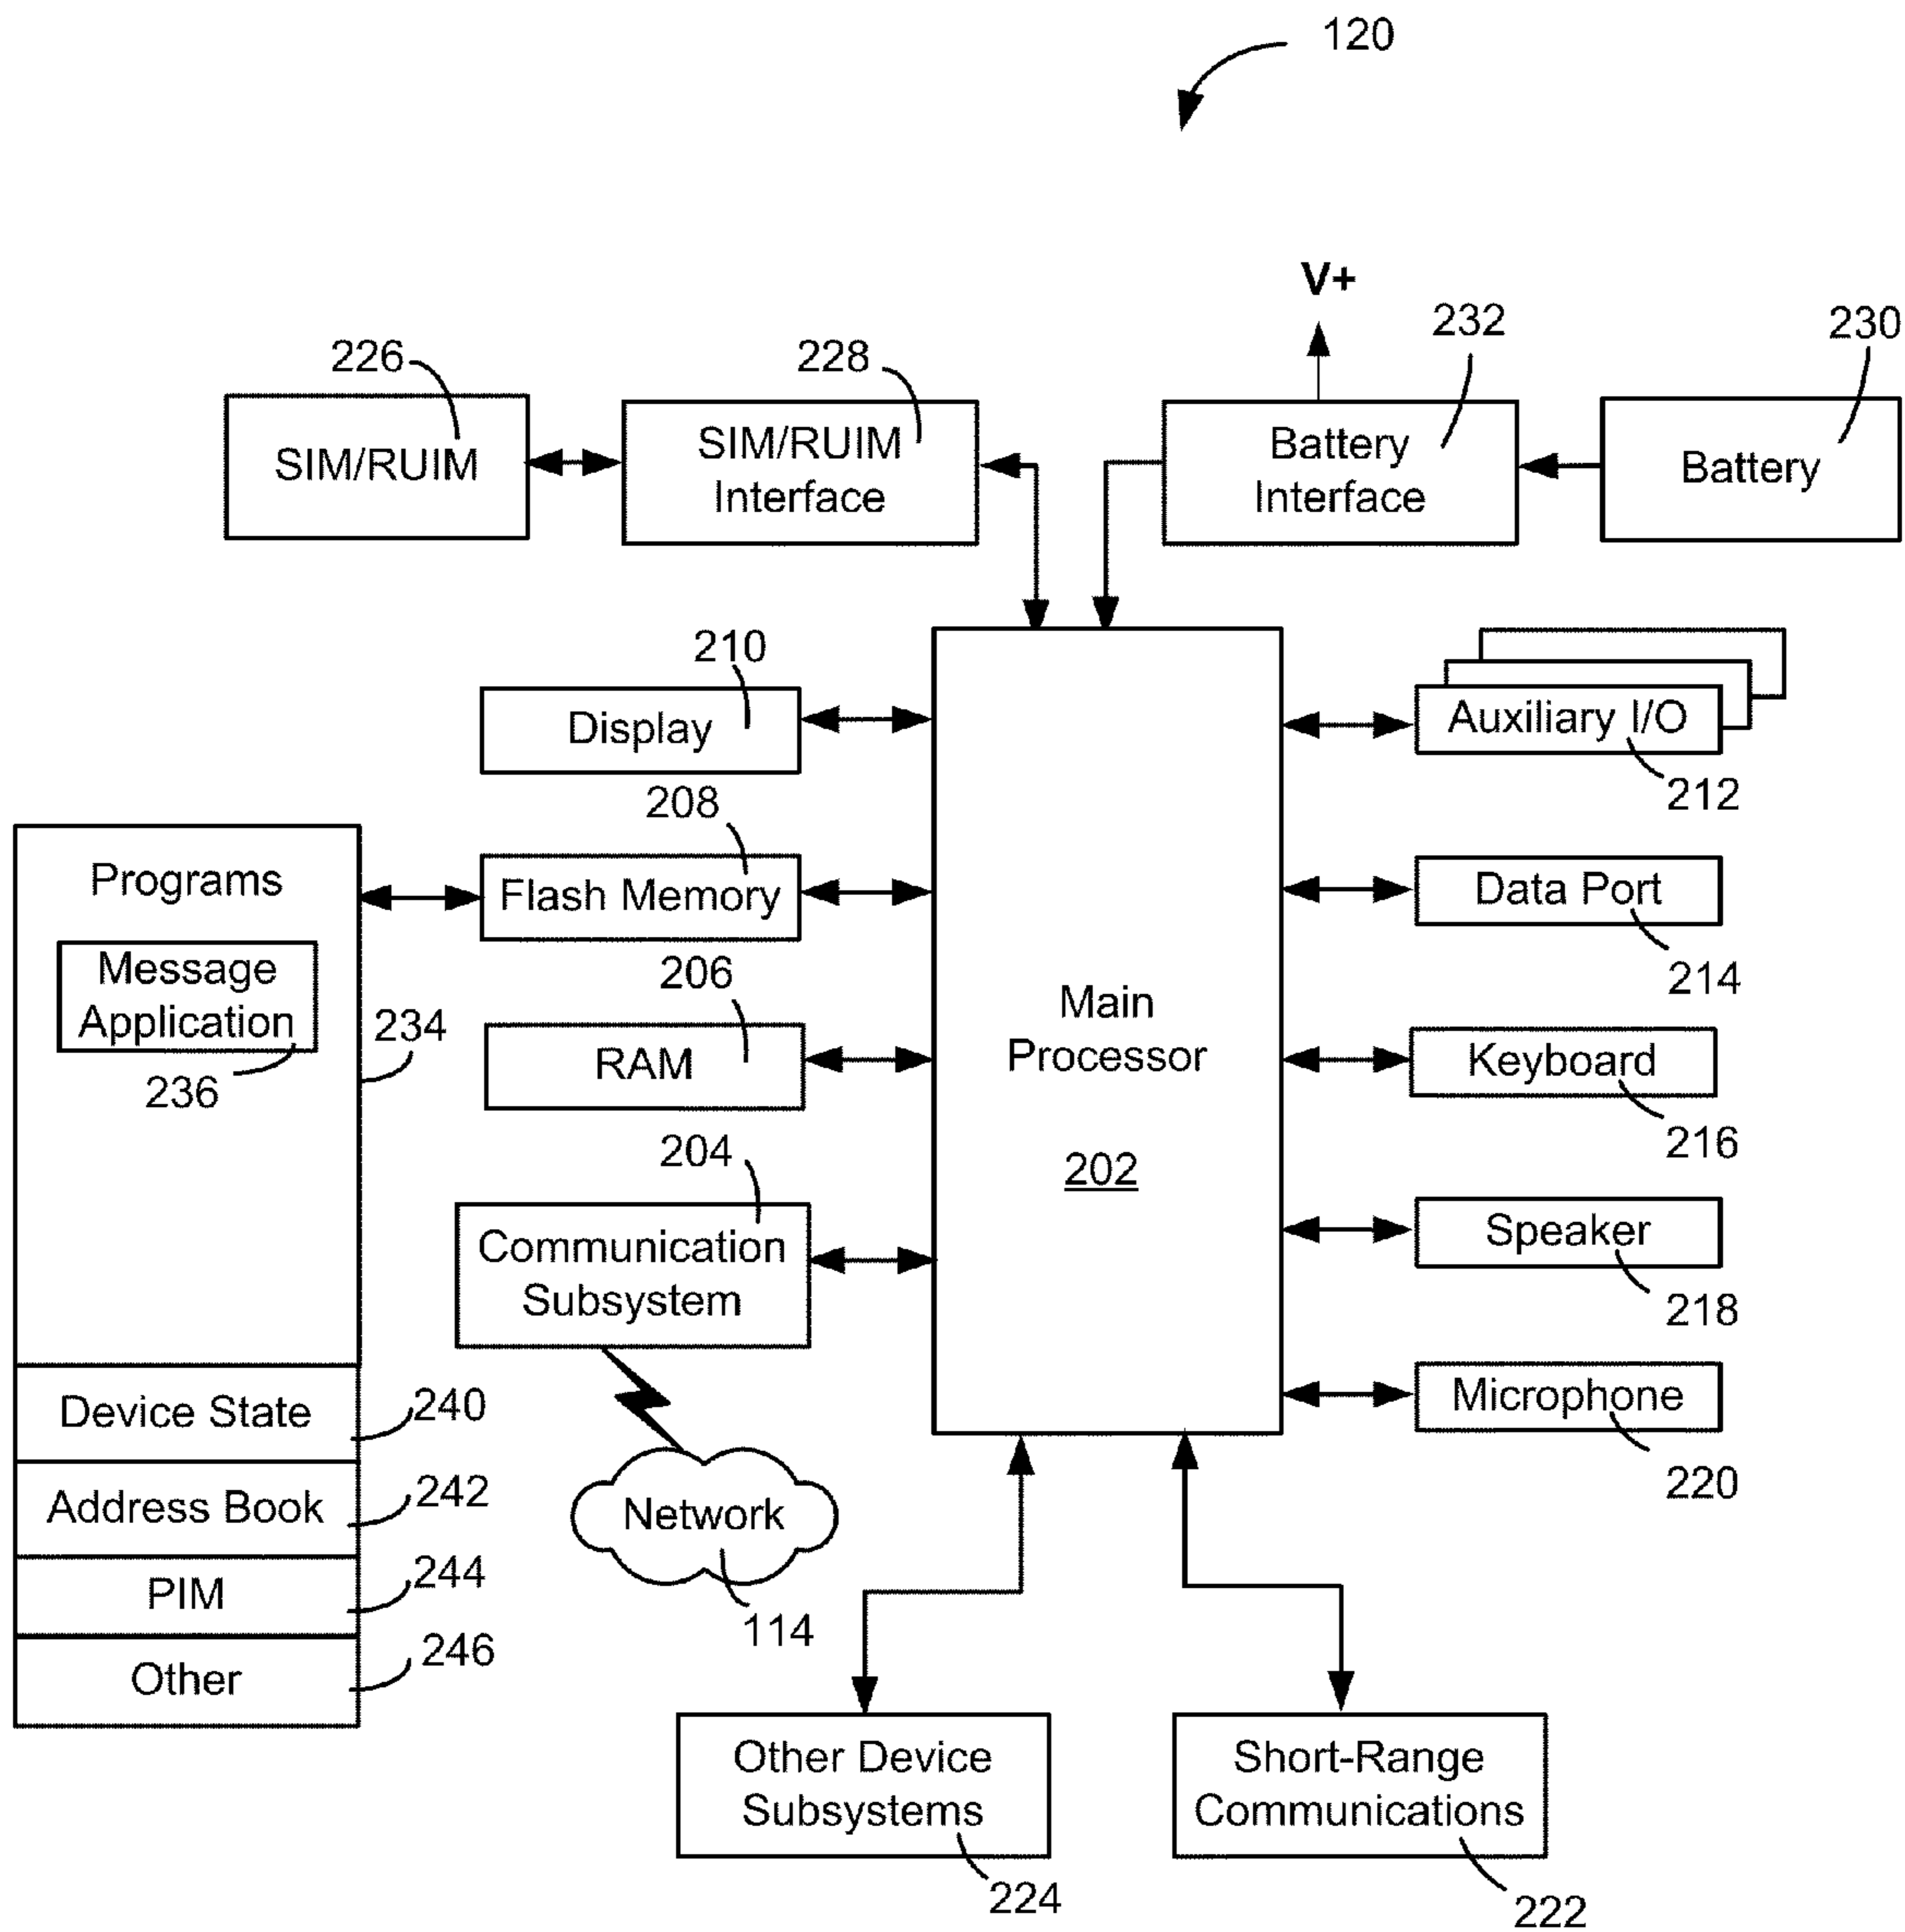 120
V+
232
230
226
228
SIM/RUIM
SIM/RUIM
Interface
Battery
Interface
Battery
210
Display
Auxiliary I/O
212
208
Programs
Flash Memory
Data Port
214
Message
Application
236
234
206
RAM
Main
Processor
202
Keyboard
216
204
Communication
Subsystem
Speaker
218
Device State
240
Microphone
220
Address Book
242
Network
114
PIM
244
Other
246
Other Device
Subsystems
224
Short-Range
Communications
222